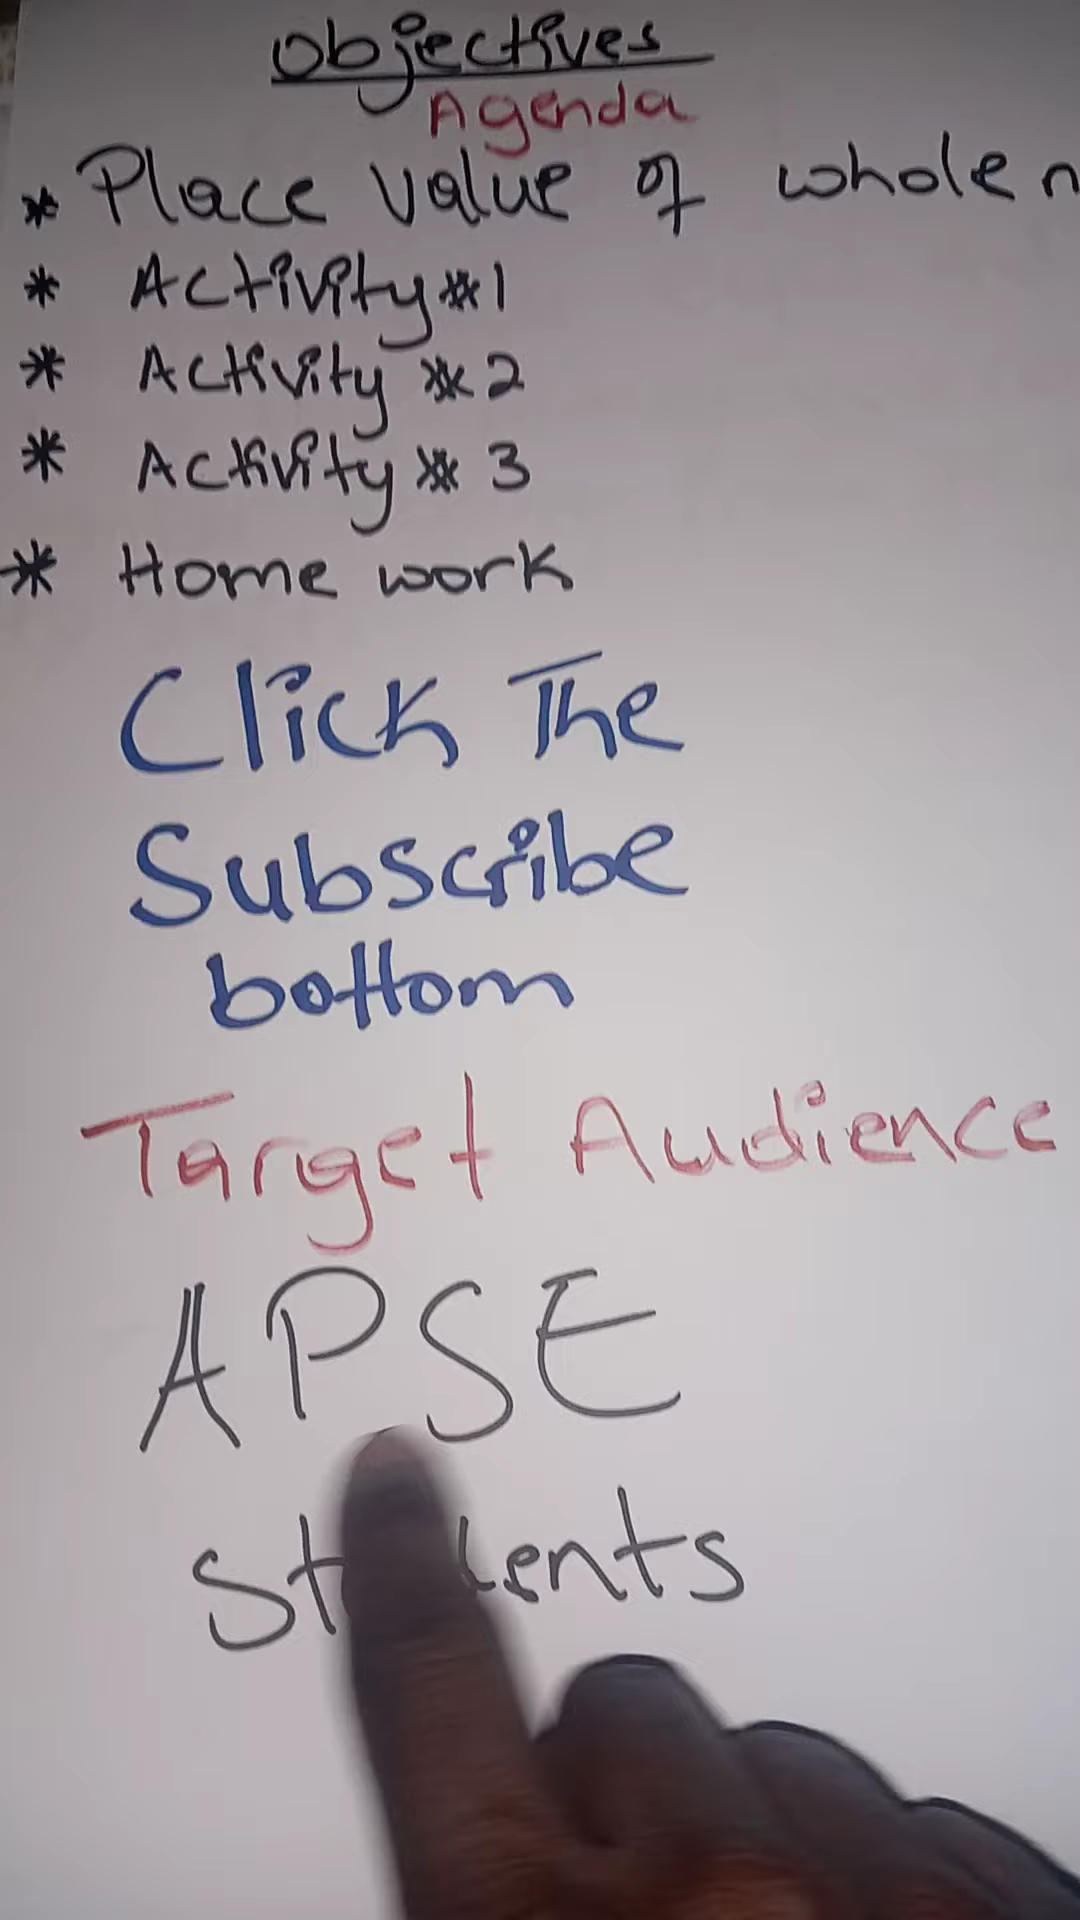 Objectives
Agenda
* Place value of whole n
* Activity #1
* Activity # 2
* Activity # 3
* Home work
Click The
Subscribe
bottom
Target Audience
APSE